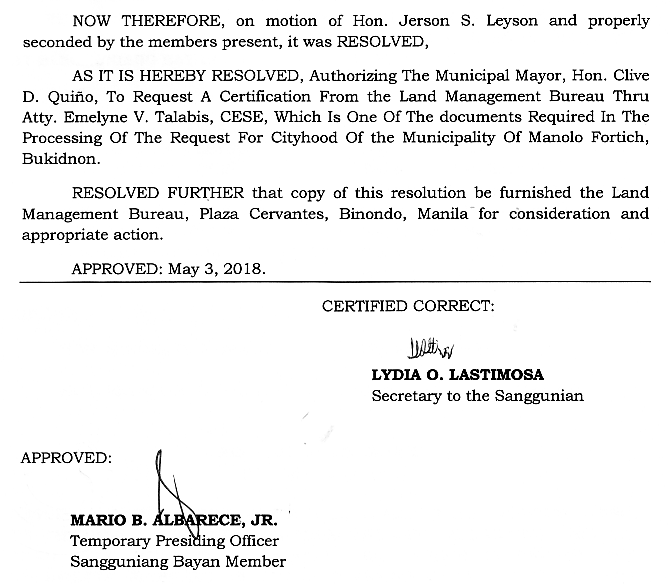 NOW THEREFORE, on motion of Hon. Jerson S. Leyson and properly
seconded by the members present, it was RESOLVED,
AS IT IS HEREBY RESOLVED, Authorizing The Municipal Mayor, Hon. Clive
D. Quiño, To Request A Certification From the Land Management Bureau Thru
Atty. Emelyne V. Talabis, CESE, Which Is One Of The documents Required In The
Processing Of The Request For Cityhood Of the Municipality Of Manolo Fortich,
Bukidnon.
RESOLVED FURTHER that copy of this resolution be furnished the Land
Management Bureau, Plaza Cervantes, Binondo, Manila for consideration and
appropriate action.
APPROVED: May 3, 2018.
CERTIFIED CORRECT:
LYDIA O. LASTIMOSA
Secretary to the Sanggunian
APPROVED:
MARIO B. ALBARECE, JR.
Temporary Presiding Officer
Sangguniang Bayan Member